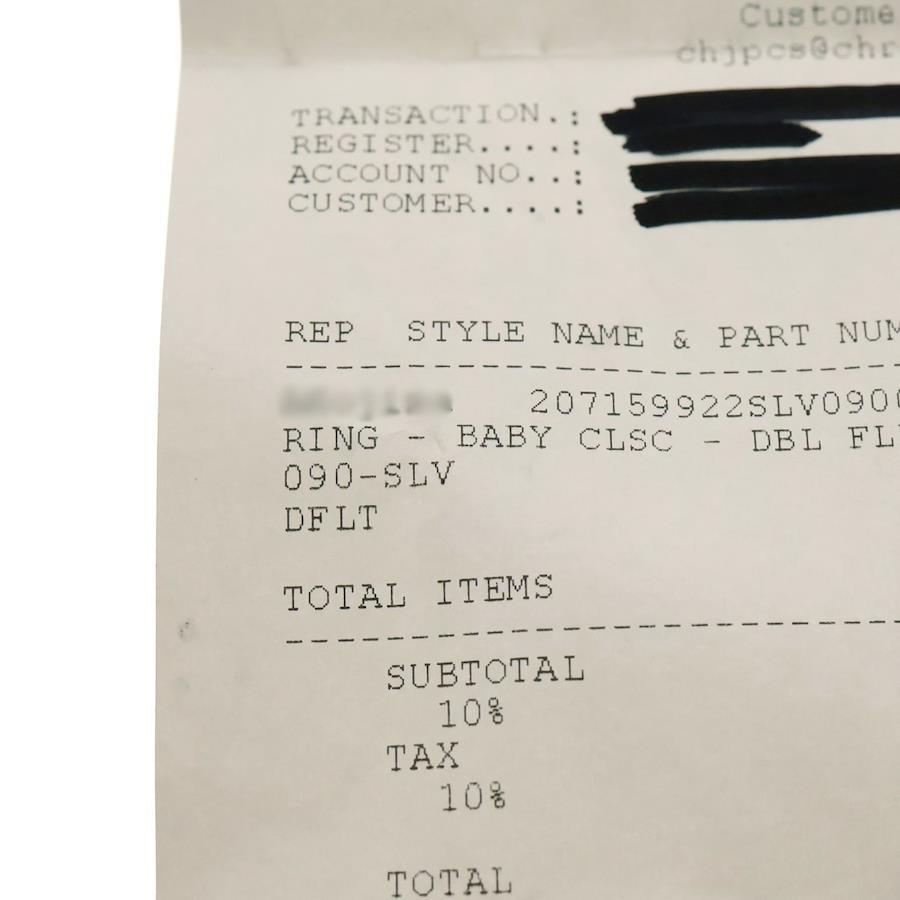 Custome
chjpcs@chr
TRANSACTION.:
REGISTER....:
ACCOUNT NO..:
CUSTOMER....:
REP STYLE NAME & PART NUM
--------------------------
207159922SLV090
RING - BABY CLSC - DBL FL
090-SLV
DFLT
TOTAL ITEMS
--------------------------
SUBTOTAL
10%
TAX
10%
TOTAL